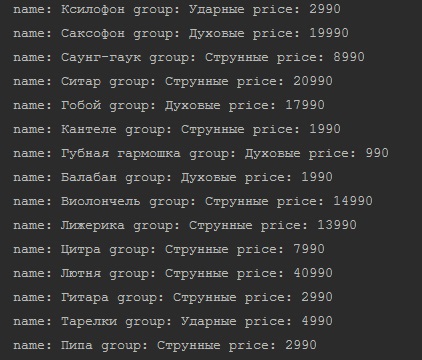 name: Ксилофон group: Ударные price: 2990
name: Саксофон group: Духовые price: 19990
name: Саунг-гаук group: Струнные price: 8990
name: Ситар group: Струнные price: 20990
name: Гобой group: Духовые price: 17990
name: Кантеле group: Струнные price: 1990
name: Губная гармошка group: Духовые price: 990
name: Балабан group: Духовые price: 1990
name: Виолончель group: Струнные price: 14990
name: Лижерика group: Струнные price: 13990
name: Цитра group: Струнные price: 7990
name: Лютня group: Струнные price: 40990
name: Гитара group: Струнные price: 2990
name: Тарелки group: Ударные price: 4990
name: Пипа group: Струнные price: 2990